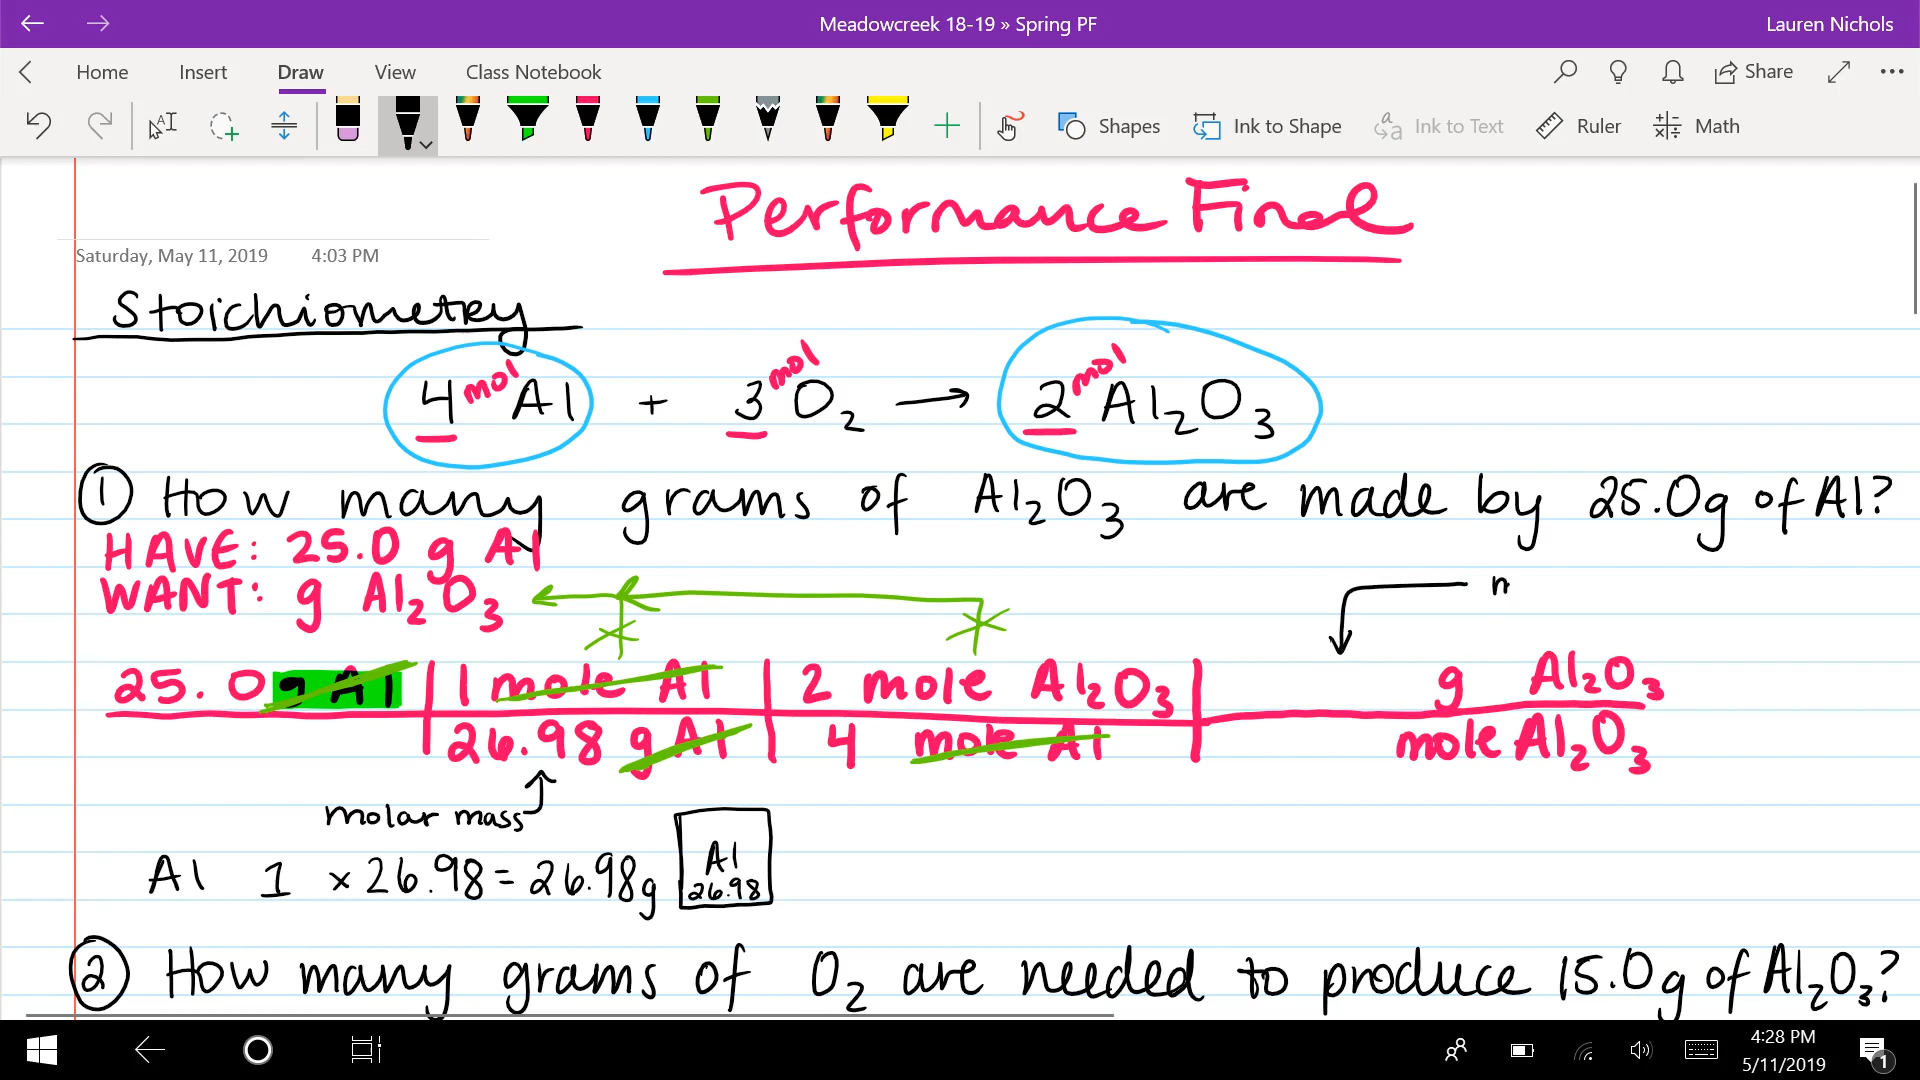 Meadowcreek 18-19 » Spring PF
Lauren Nichols
Home Insert Draw View Class Notebook Share
Shapes Ink to Shape Ink to Text Ruler Math
Performance Final
Saturday, May 11, 2019 4:03 PM
Stoichiometry
4 mol Al + 3 mol O₂ → 2 mol Al₂O₃
① How many grams of Al₂O₃ are made by 25.0g of Al?
HAVE: 25.0 g Al
WANT: g Al₂O₃
n
25.0 g Al | 1 mole Al | 2 mole Al₂O₃ | g Al₂O₃
26.98 g Al | 4 mole Al | mole Al₂O₃
molar mass
Al 1 × 26.98 = 26.98g
Al
26.98
② How many grams of O₂ are needed to produce 15.0g of Al₂O₃?
4:28 PM
5/11/2019
1